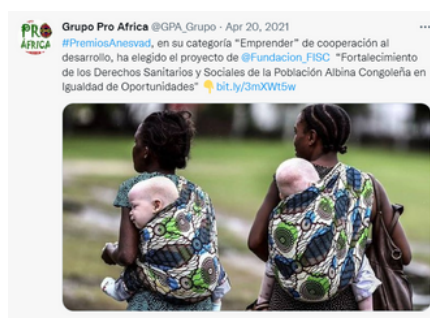 PRO
ÁFRICA
Grupo Pro Africa @GPA_Grupo · Apr 20, 2021 ...
#PremiosAnesvad, en su categoría "Emprender" de cooperación al
desarrollo, ha elegido el proyecto de @Fundacion_FISC "Fortalecimiento
de los Derechos Sanitarios y Sociales de la Población Albina Congoleña en
Igualdad de Oportunidades" 👇bit.ly/3mXWt5w